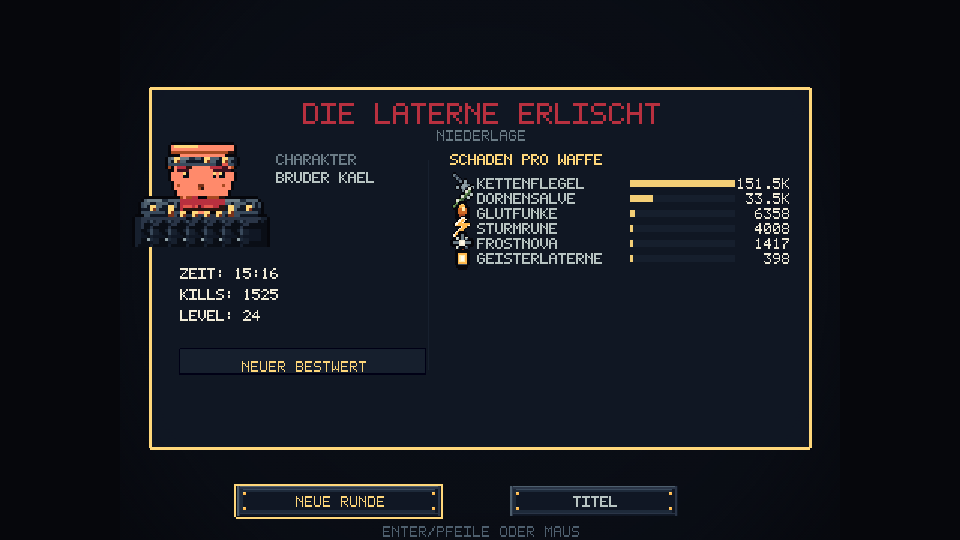 DIE LATERNE ERLISCHT
NIEDERLAGE
CHARAKTER
BRUDER KAEL
ZEIT: 15:16
KILLS: 1525
LEVEL: 24
NEUER BESTWERT
SCHADEN PRO WAFFE
KETTENFLEGEL 151.5K
DORNENSALVE 33.5K
GLUTFUNKE 6358
STURMRUNE 4008
FROSTNOVA 1417
GEISTERLATERNE 398
NEUE RUNDE
TITEL
ENTER/PFEILE ODER MAUS